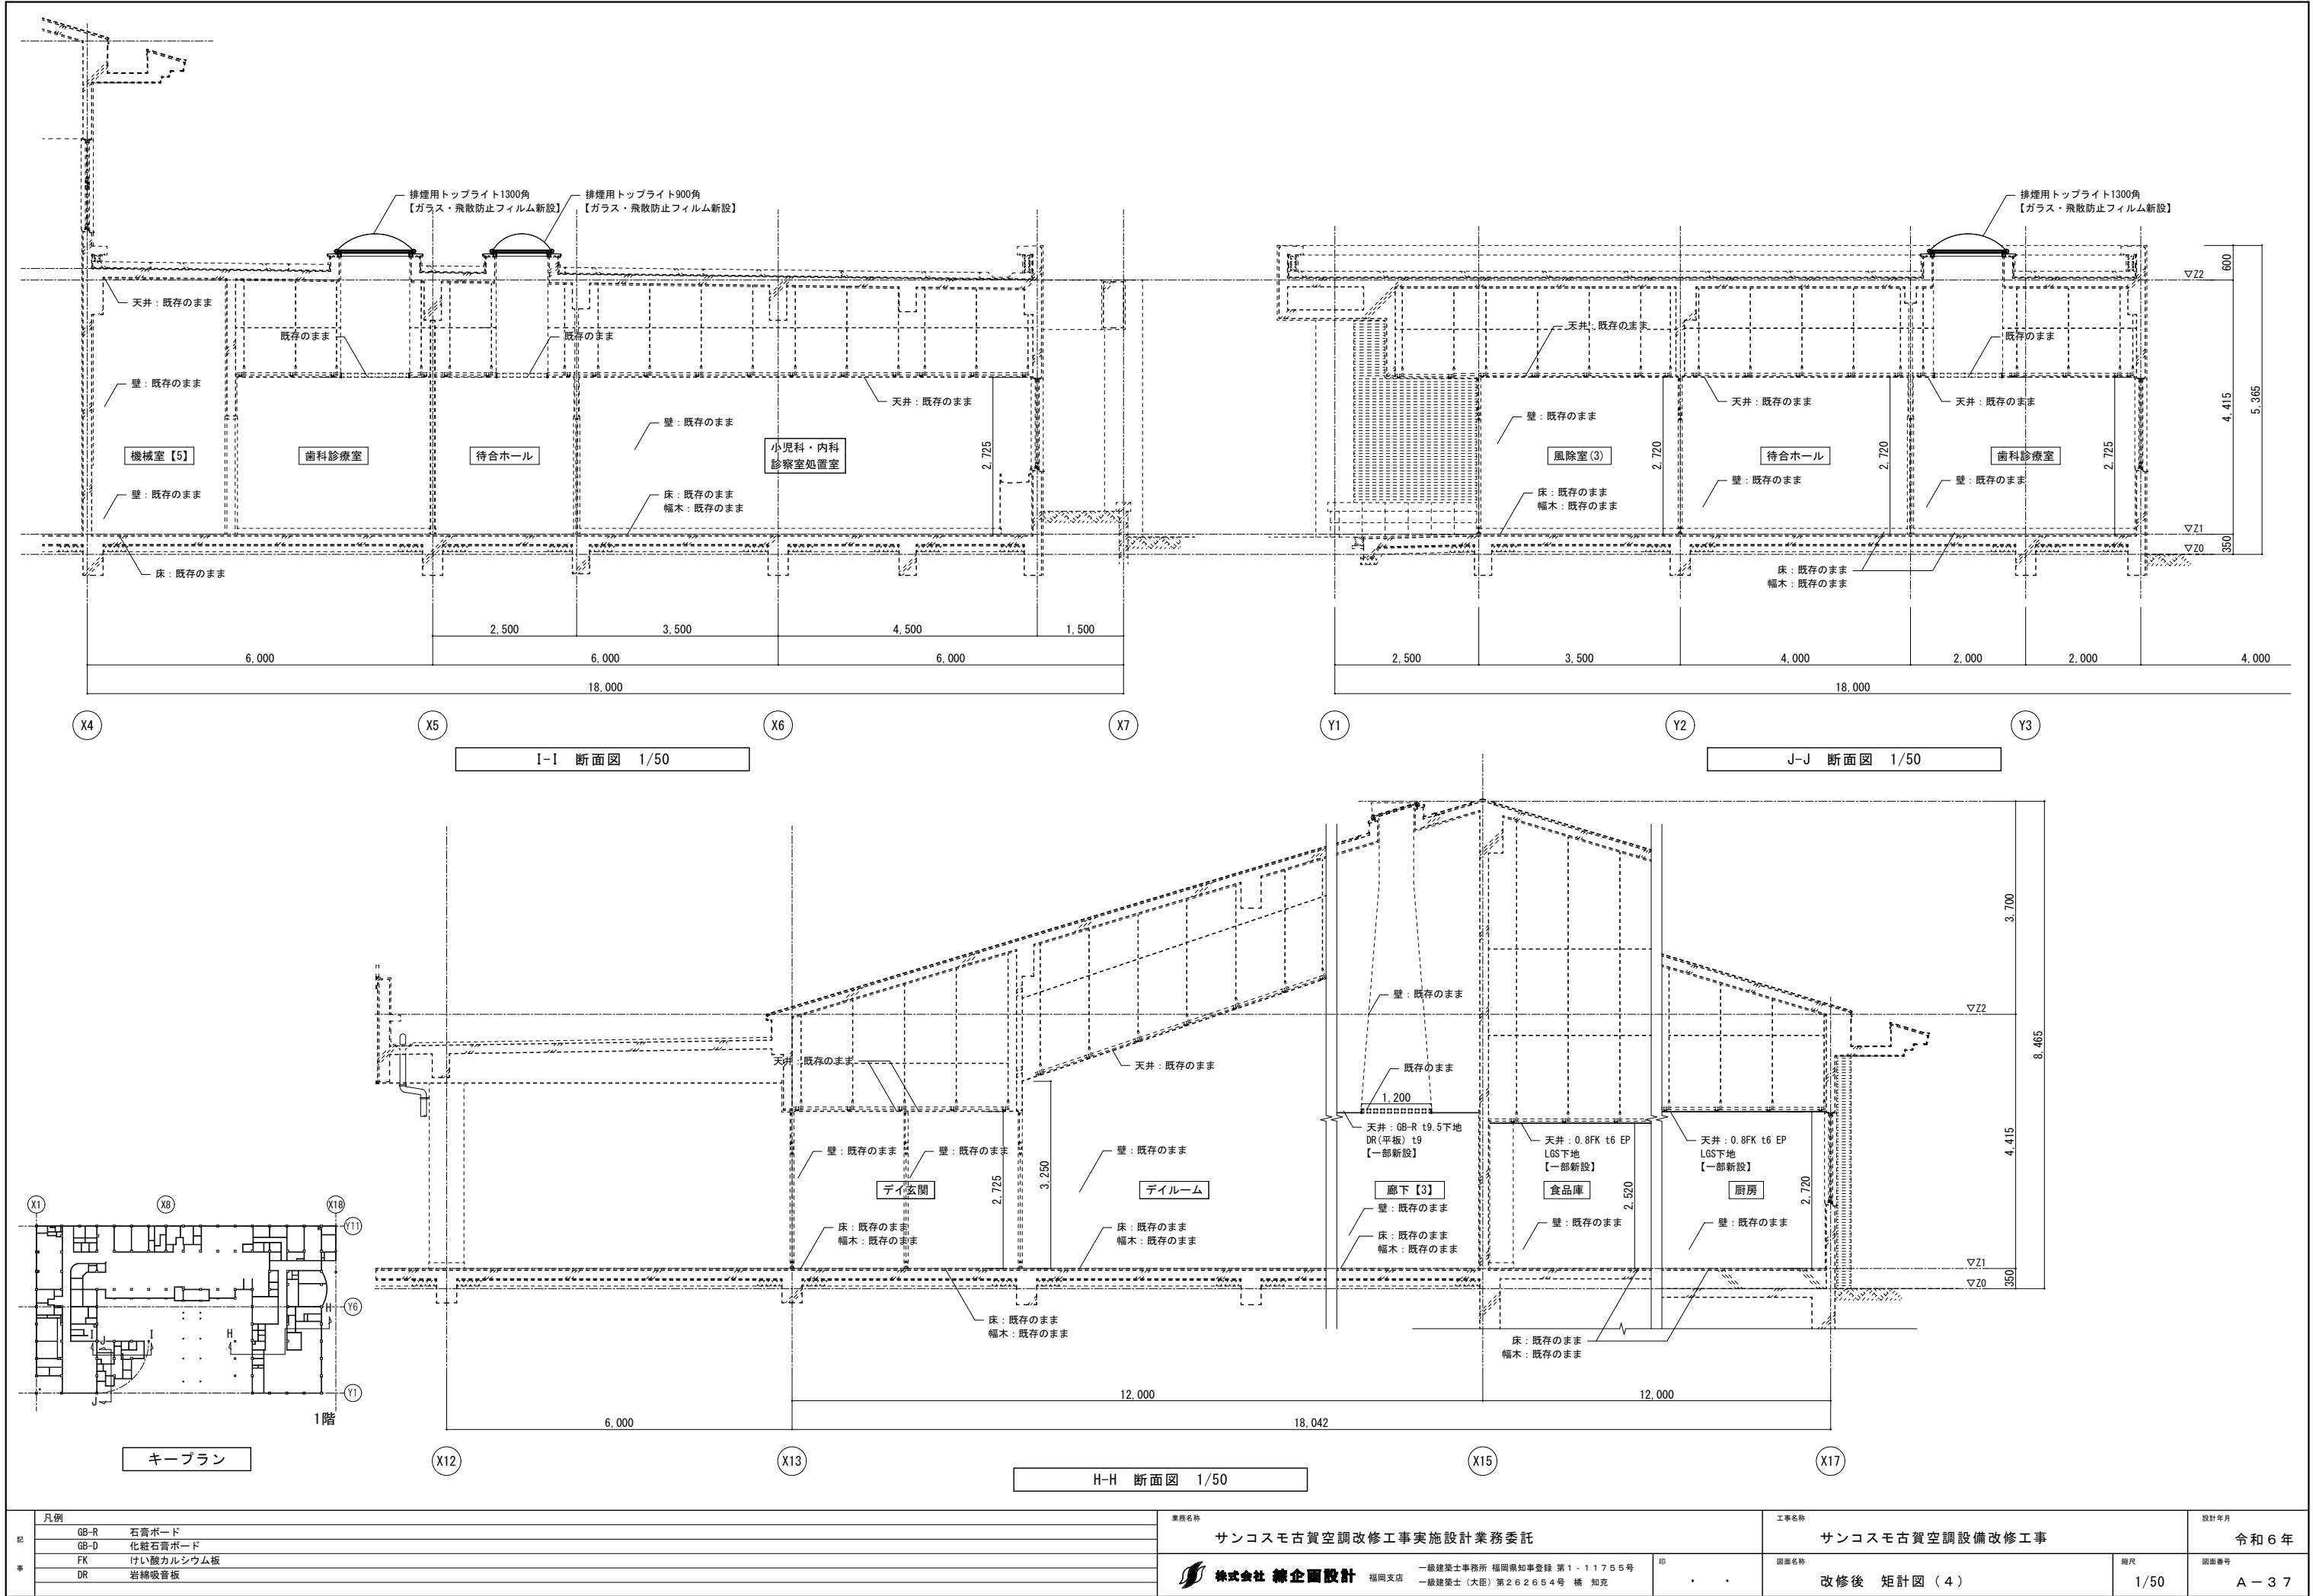 排煙用トップライト1300角
【ガラス・飛散防止フィルム新設】
排煙用トップライト900角
【ガラス・飛散防止フィルム新設】
天井：既存のまま
既存のまま
既存のまま
壁：既存のまま
天井：既存のまま
壁：既存のまま
機械室【5】
歯科診療室
待合ホール
小児科・内科
診察室処置室
2,725
壁：既存のまま
床：既存のまま
幅木：既存のまま
床：既存のまま
2,500
3,500
4,500
1,500
6,000
6,000
6,000
18,000
X4
X5
X6
X7
I-I 断面図 1/50
排煙用トップライト1300角
【ガラス・飛散防止フィルム新設】
▽Z2
600
天井：既存のまま
既存のまま
天井：既存のまま
天井：既存のまま
4,415
5,365
壁：既存のまま
風除室(3)
2,720
待合ホール
2,720
歯科診療室
2,725
壁：既存のまま
壁：既存のまま
床：既存のまま
幅木：既存のまま
▽Z1
▽Z0
350
床：既存のまま
幅木：既存のまま
2,500
3,500
4,000
2,000
2,000
4,000
18,000
Y1
Y2
Y3
J-J 断面図 1/50
3,700
壁：既存のまま
▽Z2
8,465
天井：既存のまま
天井：既存のまま
既存のまま
1,200
天井：GB-R t9.5下地
DR(平板) t9
【一部新設】
天井：0.8FK t6 EP
LGS下地
【一部新設】
天井：0.8FK t6 EP
LGS下地
【一部新設】
4,415
壁：既存のまま
壁：既存のまま
壁：既存のまま
デイ玄関
2,725
3,250
デイルーム
廊下【3】
食品庫
2,520
厨房
2,720
壁：既存のまま
壁：既存のまま
壁：既存のまま
床：既存のまま
幅木：既存のまま
床：既存のまま
幅木：既存のまま
床：既存のまま
幅木：既存のまま
▽Z1
▽Z0
350
床：既存のまま
幅木：既存のまま
床：既存のまま
幅木：既存のまま
12,000
12,000
6,000
18,042
X12
X13
X15
X17
H-H 断面図 1/50
X1
X8
X18
Y11
Y6
Y1
H
H
I
I
J
J
1階
キープラン
記事
凡例
GB-R 石膏ボード
GB-D 化粧石膏ボード
FK けい酸カルシウム板
DR 岩綿吸音板
業務名称
サンコスモ古賀空調改修工事実施設計業務委託
株式会社 線企画設計 福岡支店
一級建築士事務所 福岡県知事登録 第1-11755号
一級建築士（大臣）第262654号 橘 知克
印
・ ・
工事名称
サンコスモ古賀空調設備改修工事
図面名称
改修後 矩計図（4）
縮尺
1/50
設計年月
令和6年
図面番号
A－37